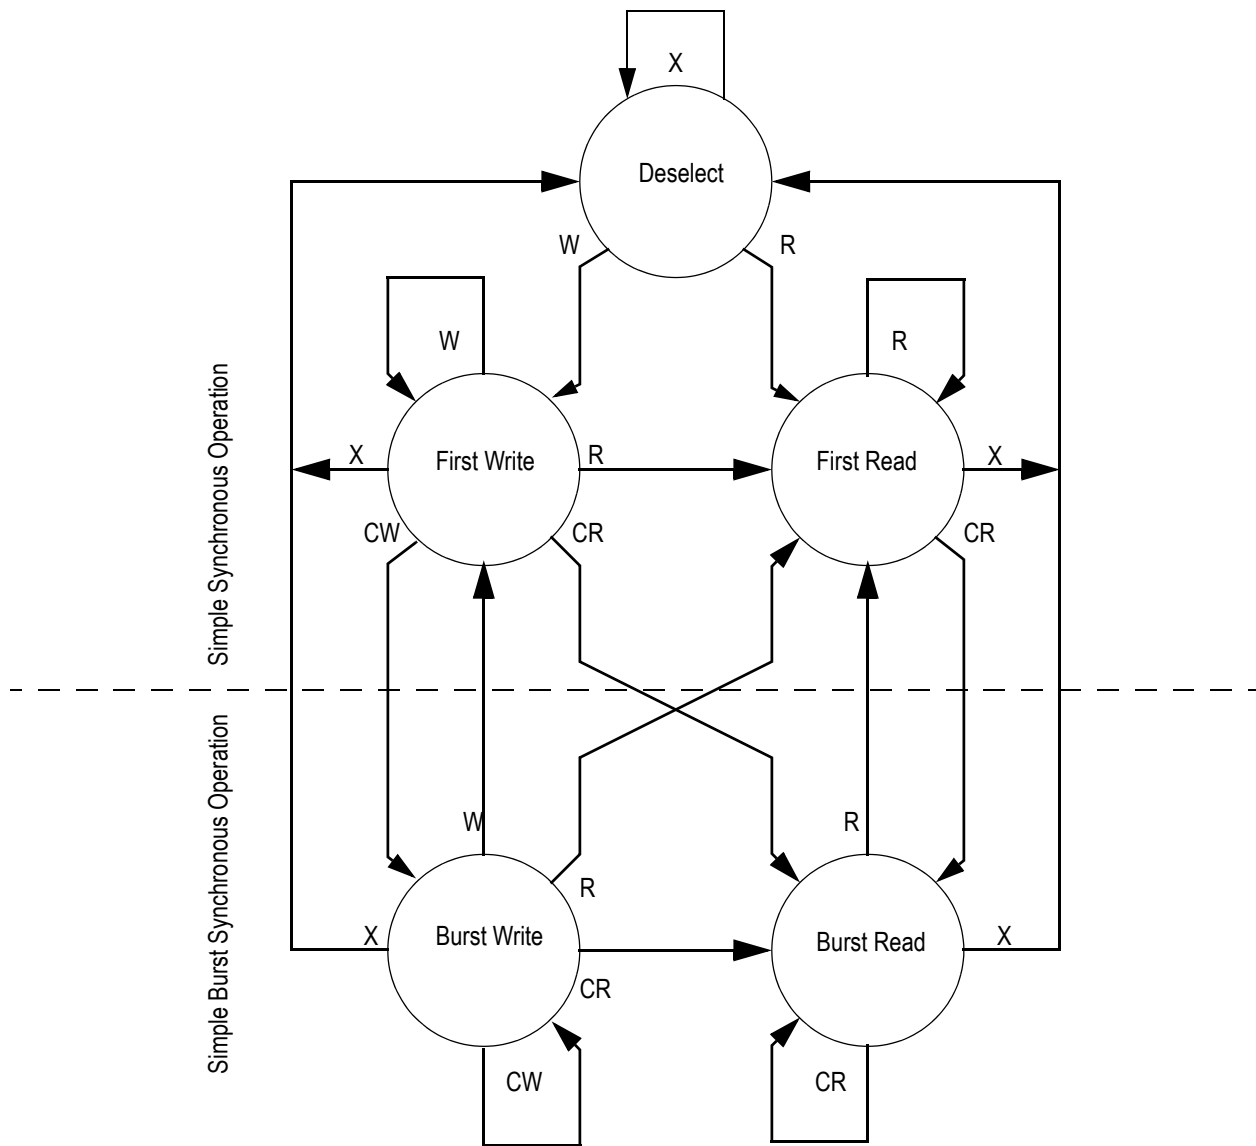 X
Deselect
W
R
W
R
Simple Synchronous Operation
X
First Write
R
First Read
X
CW
CR
CR
Simple Burst Synchronous Operation
W
R
R
X
Burst Write
Burst Read
X
CR
CW
CR